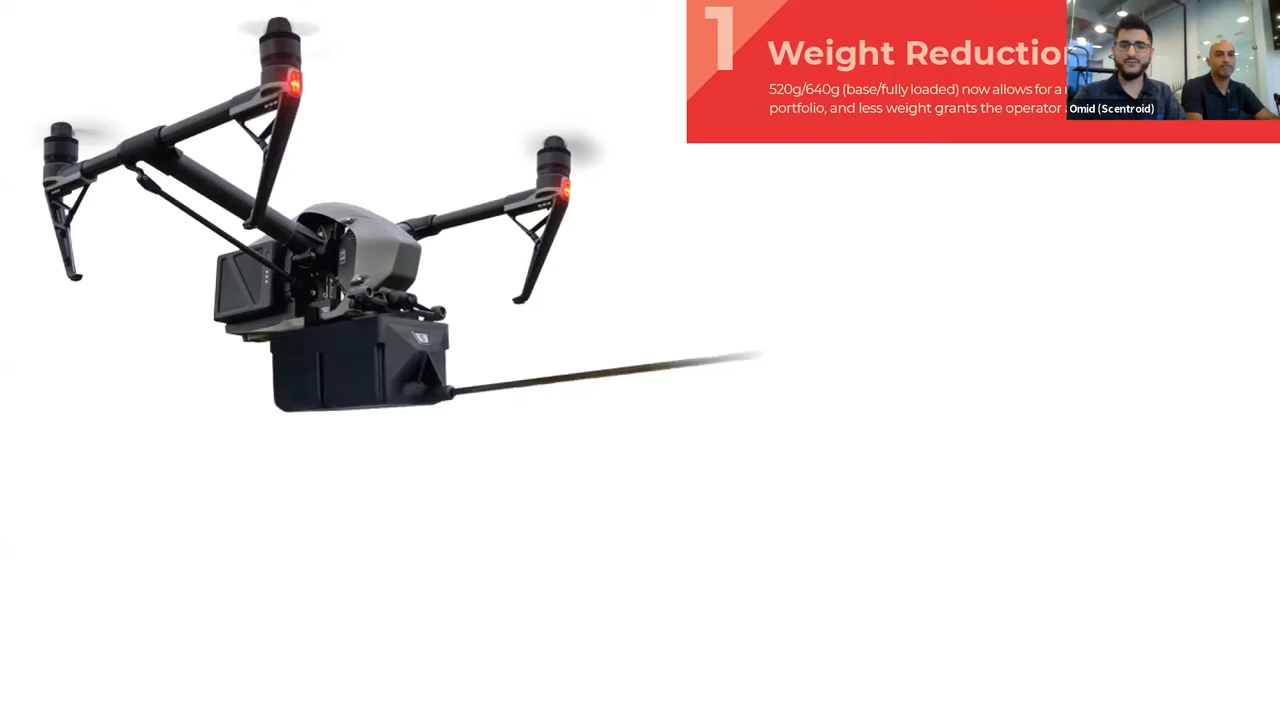 1
Weight Reductio
520g/640g (base/fully loaded) now allows for a
portfolio, and less weight grants the operator
Omid (Scentroid)